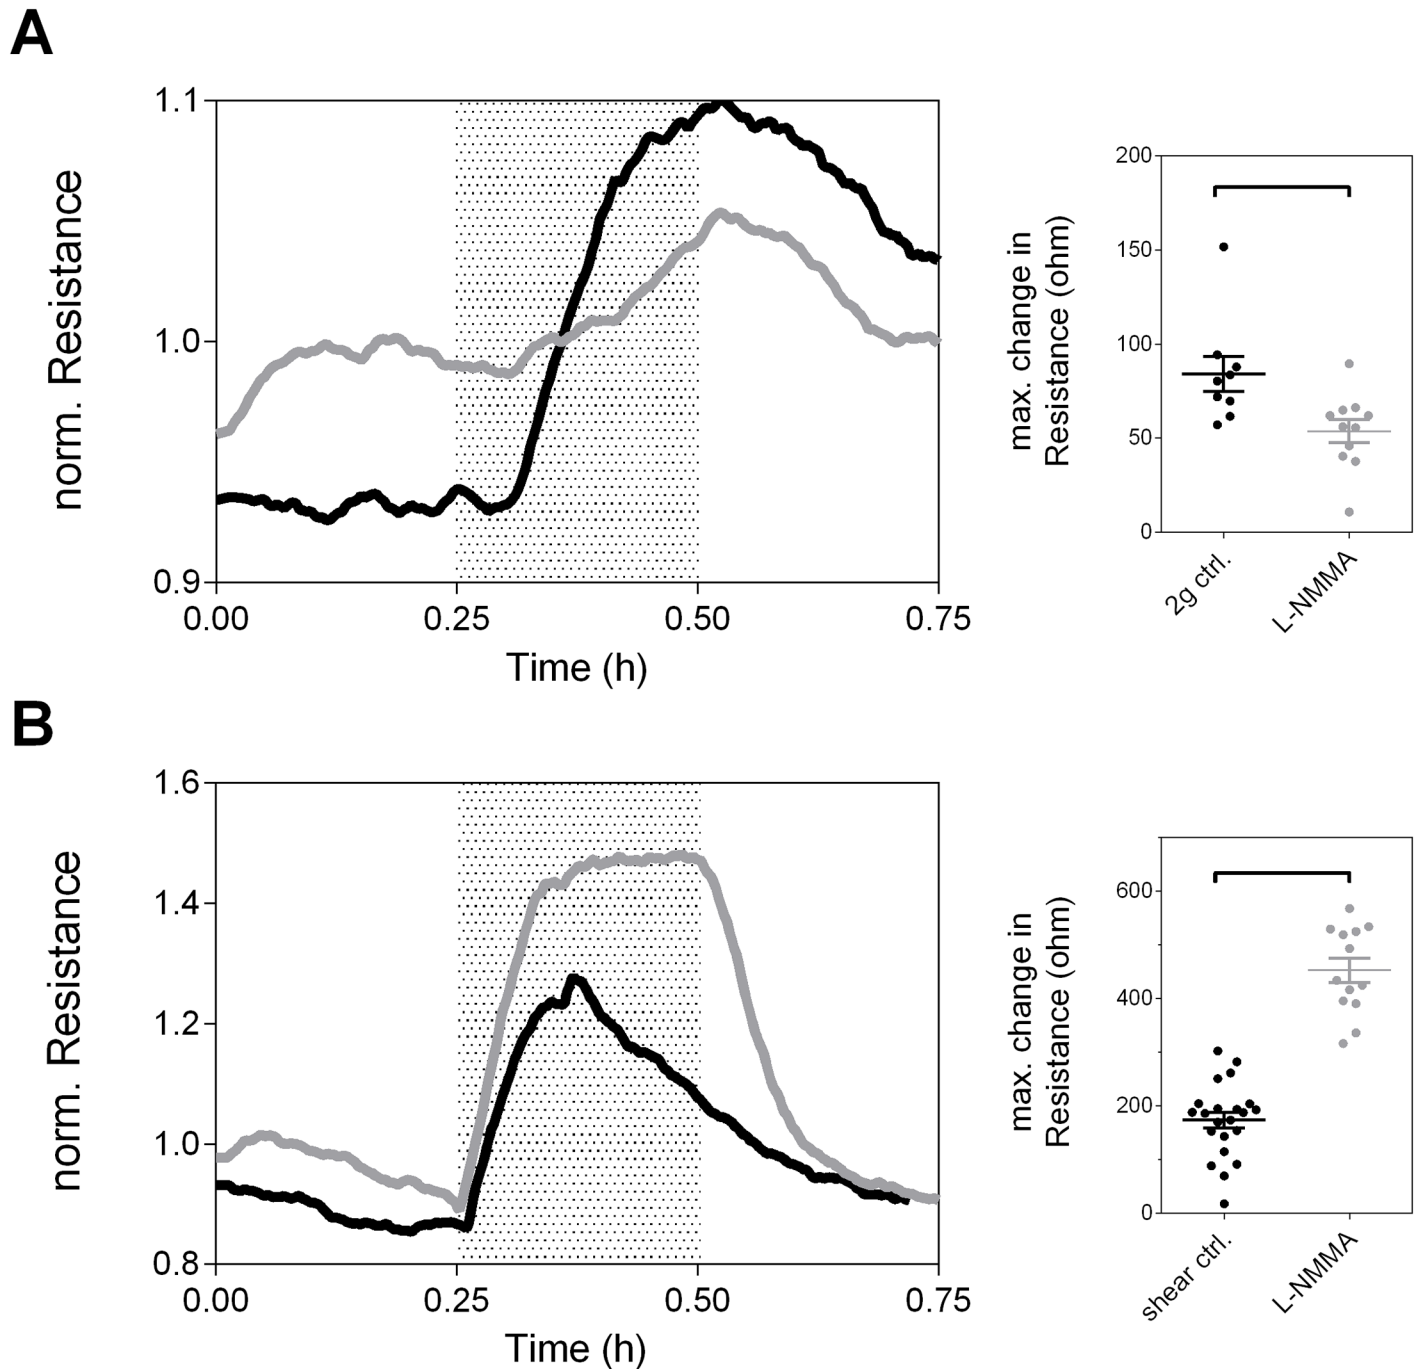 A
1.1
1.0
0.9
norm. Resistance
0.00 0.25 0.50 0.75
Time (h)
200
150
100
50
0
max. change in
Resistance (ohm)
2g ctrl. L-NMMA
B
1.6
1.4
1.2
1.0
0.8
norm. Resistance
0.00 0.25 0.50 0.75
Time (h)
600
400
200
0
max. change in
Resistance (ohm)
shear ctrl. L-NMMA